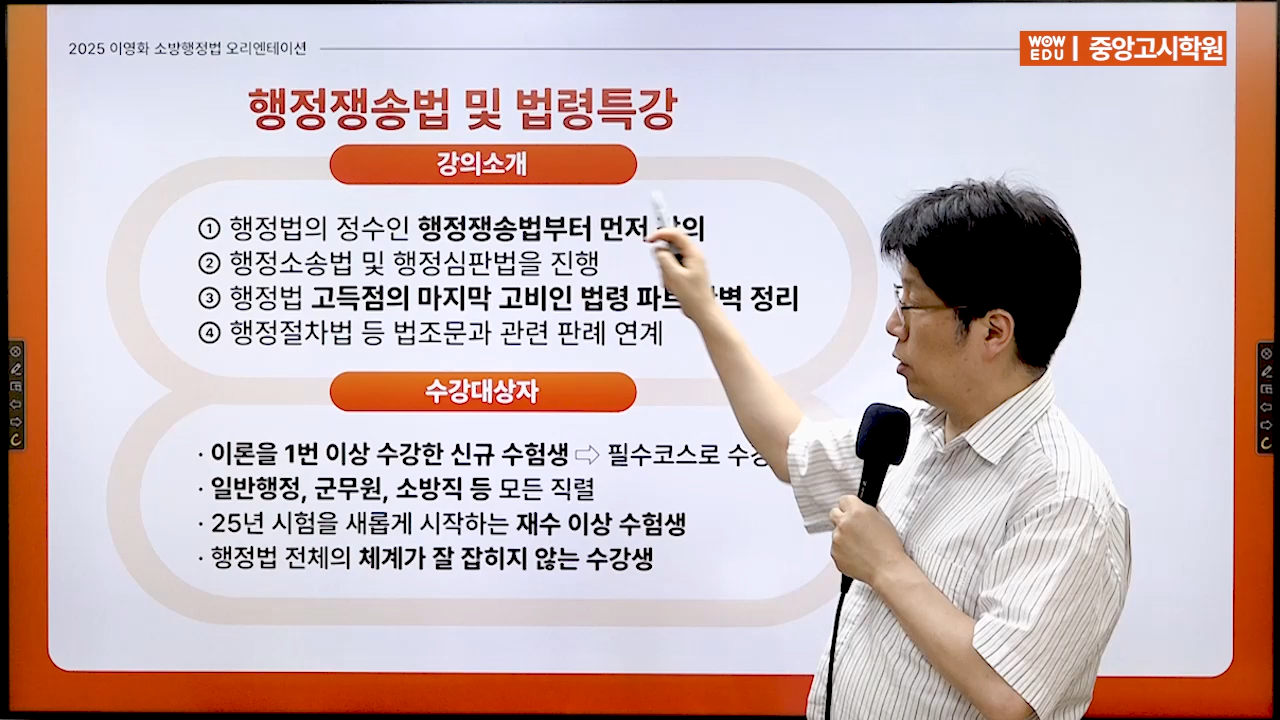 2025 이영화 소방행정법 오리엔테이션
WOW EDU | 중앙고시학원
행정쟁송법 및 법령특강
강의소개
① 행정법의 정수인 행정쟁송법부터 먼저
② 행정소송법 및 행정심판법을 진행
③ 행정법 고득점의 마지막 고비인 법령 파트 정리
④ 행정절차법 등 법조문과 관련 판례 연계
수강대상자
· 이론을 1번 이상 수강한 신규 수험생 ⇨ 필수코스로
· 일반행정, 군무원, 소방직 등 모든 직렬
· 25년 시험을 새롭게 시작하는 재수 이상 수험생
· 행정법 전체의 체계가 잘 잡히지 않는 수강생